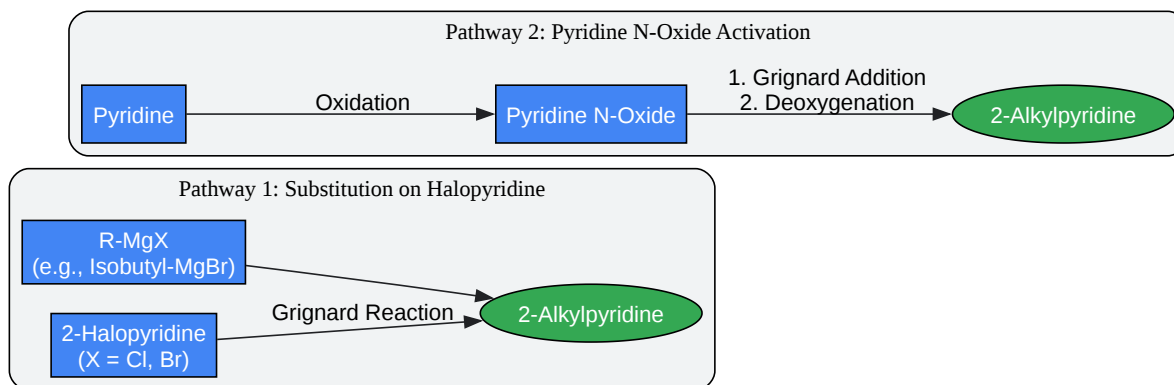 Pathway 2: Pyridine N-Oxide Activation
Pyridine
Oxidation
Pyridine N-Oxide
1. Grignard Addition
2. Deoxygenation
2-Alkylpyridine
Pathway 1: Substitution on Halopyridine
R-MgX
(e.g., Isobutyl-MgBr)
2-Halopyridine
(X = Cl, Br)
Grignard Reaction
2-Alkylpyridine